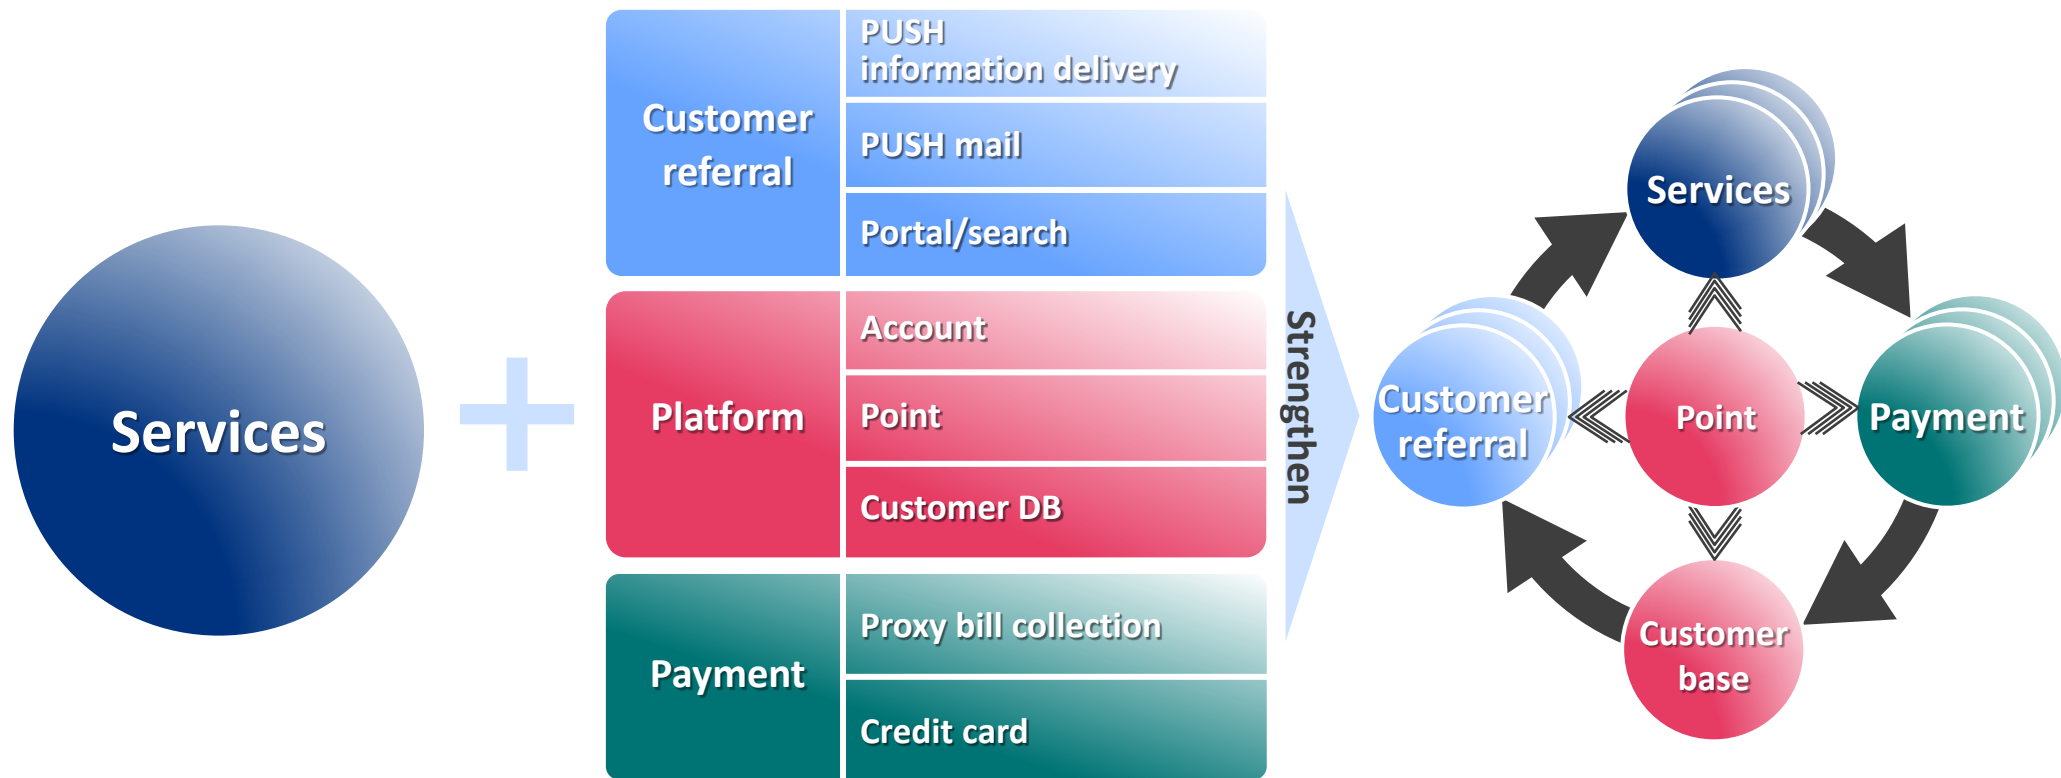 Services
Customer
referral
PUSH
information delivery
PUSH mail
Portal/search
Platform
Account
Point
Customer DB
Payment
Proxy bill collection
Credit card
Strengthen
Services
Customer
referral
Point
Payment
Customer
base